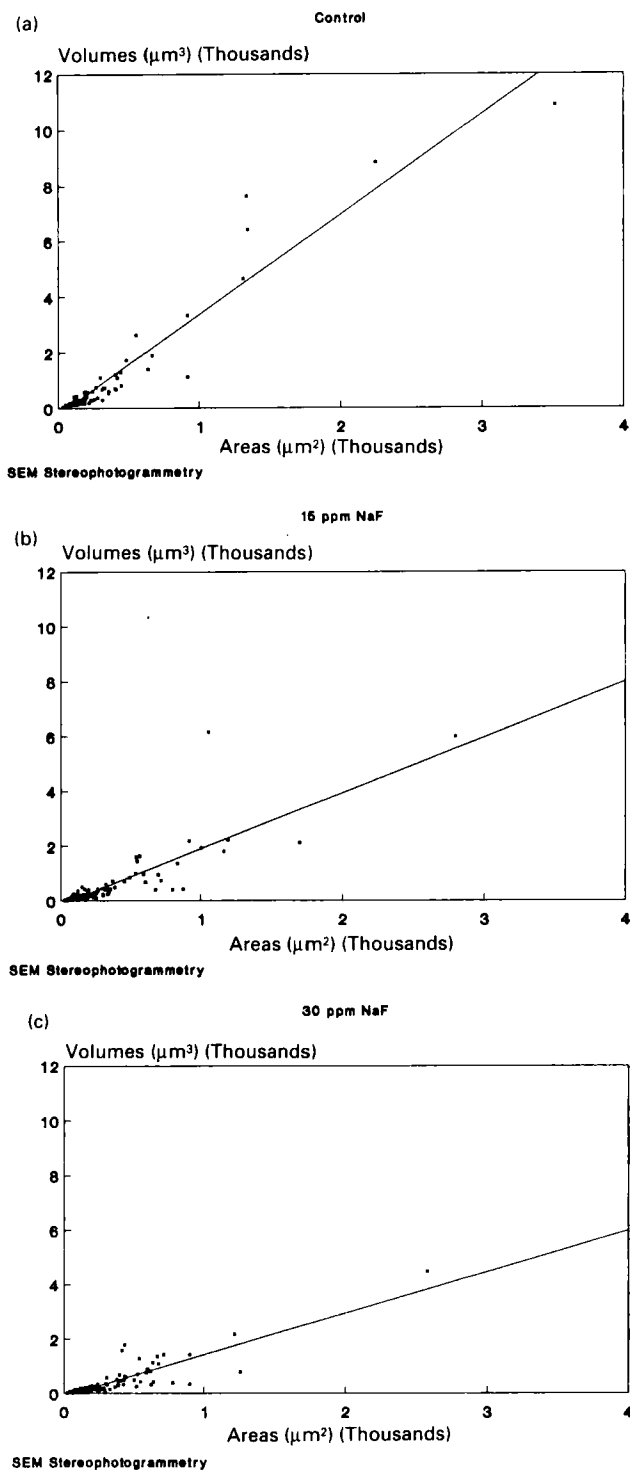 (a)
Control
Volumes (μm³) (Thousands)
12
10
8
6
4
2
0
0 1 2 3 4
Areas (μm²) (Thousands)
SEM Stereophotogrammetry
15 ppm NaF
(b)
Volumes (μm³) (Thousands)
12
10
8
6
4
2
0
0 1 2 3 4
Areas (μm²) (Thousands)
SEM Stereophotogrammetry
30 ppm NaF
(c)
Volumes (μm³) (Thousands)
12
10
8
6
4
2
0
0 1 2 3 4
Areas (μm²) (Thousands)
SEM Stereophotogrammetry